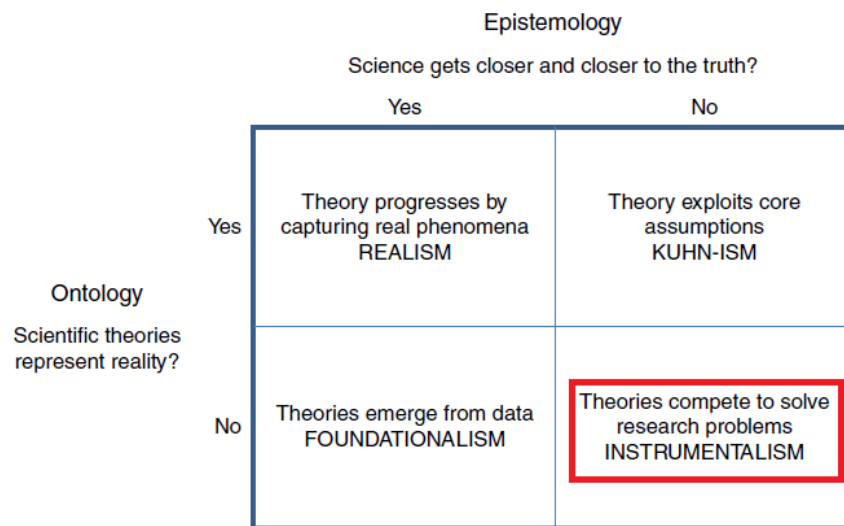 Epistemology
Science gets closer and closer to the truth?
Yes
No
Ontology
Scientific theories
represent reality?
Yes
Theory progresses by
capturing real phenomena
REALISM
Theory exploits core
assumptions
KUHN-ISM
No
Theories emerge from data
FOUNDATIONALISM
Theories compete to solve
research problems
INSTRUMENTALISM